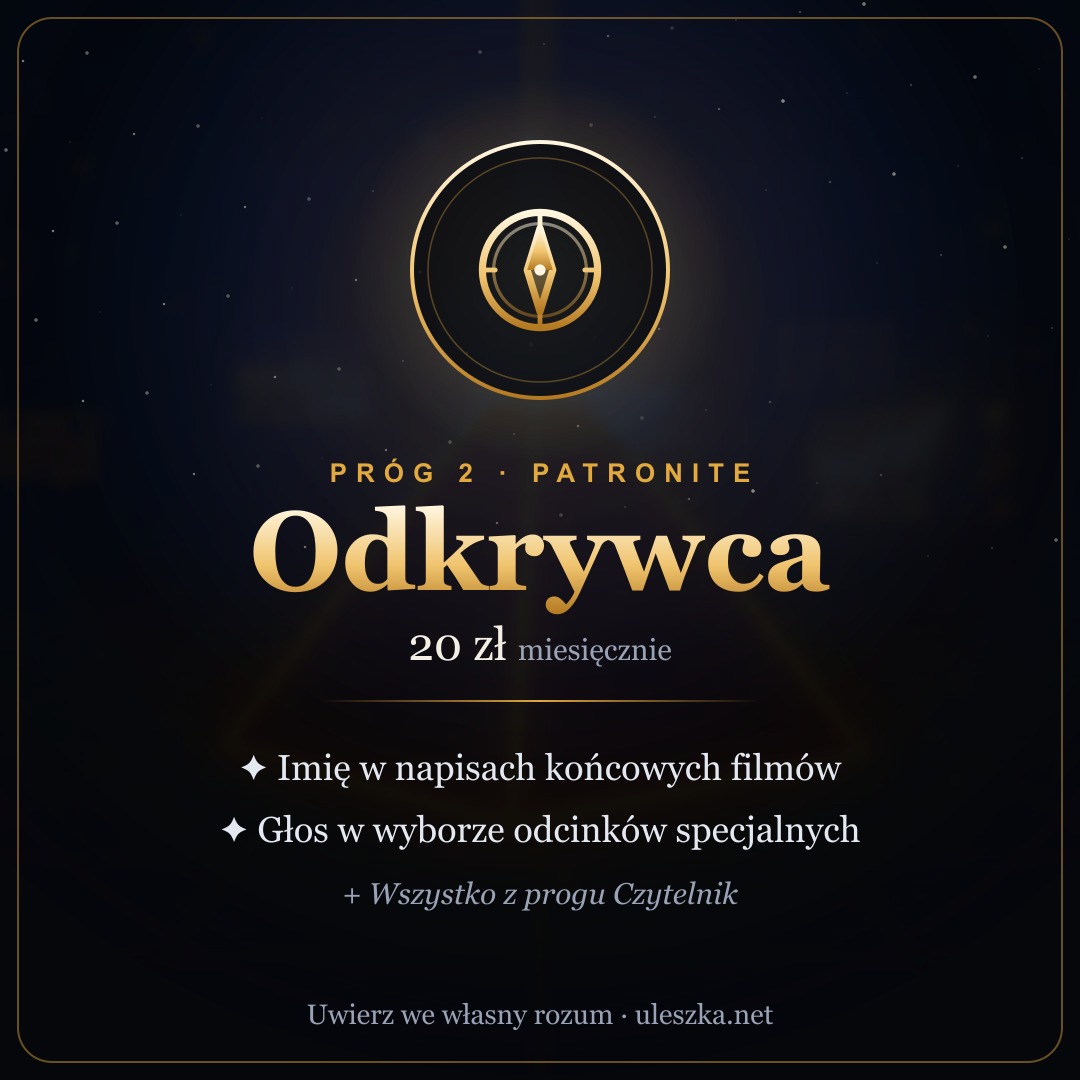 PRÓG 2 · PATRONITE
Odkrywca
20 zł miesięcznie
✦ Imię w napisach końcowych filmów
✦ Głos w wyborze odcinków specjalnych
+ Wszystko z progu Czytelnik
Uwierz we własny rozum · uleszka.net